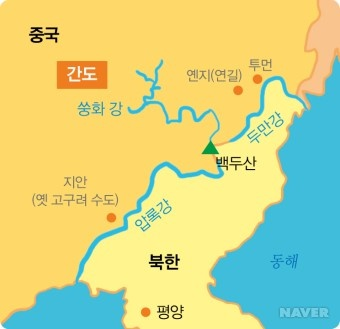 중국
간도
쑹화 강
옌지(연길)
투먼
두만강
백두산
지안
(옛 고구려 수도)
압록강
북한
동해
평양
NAVER